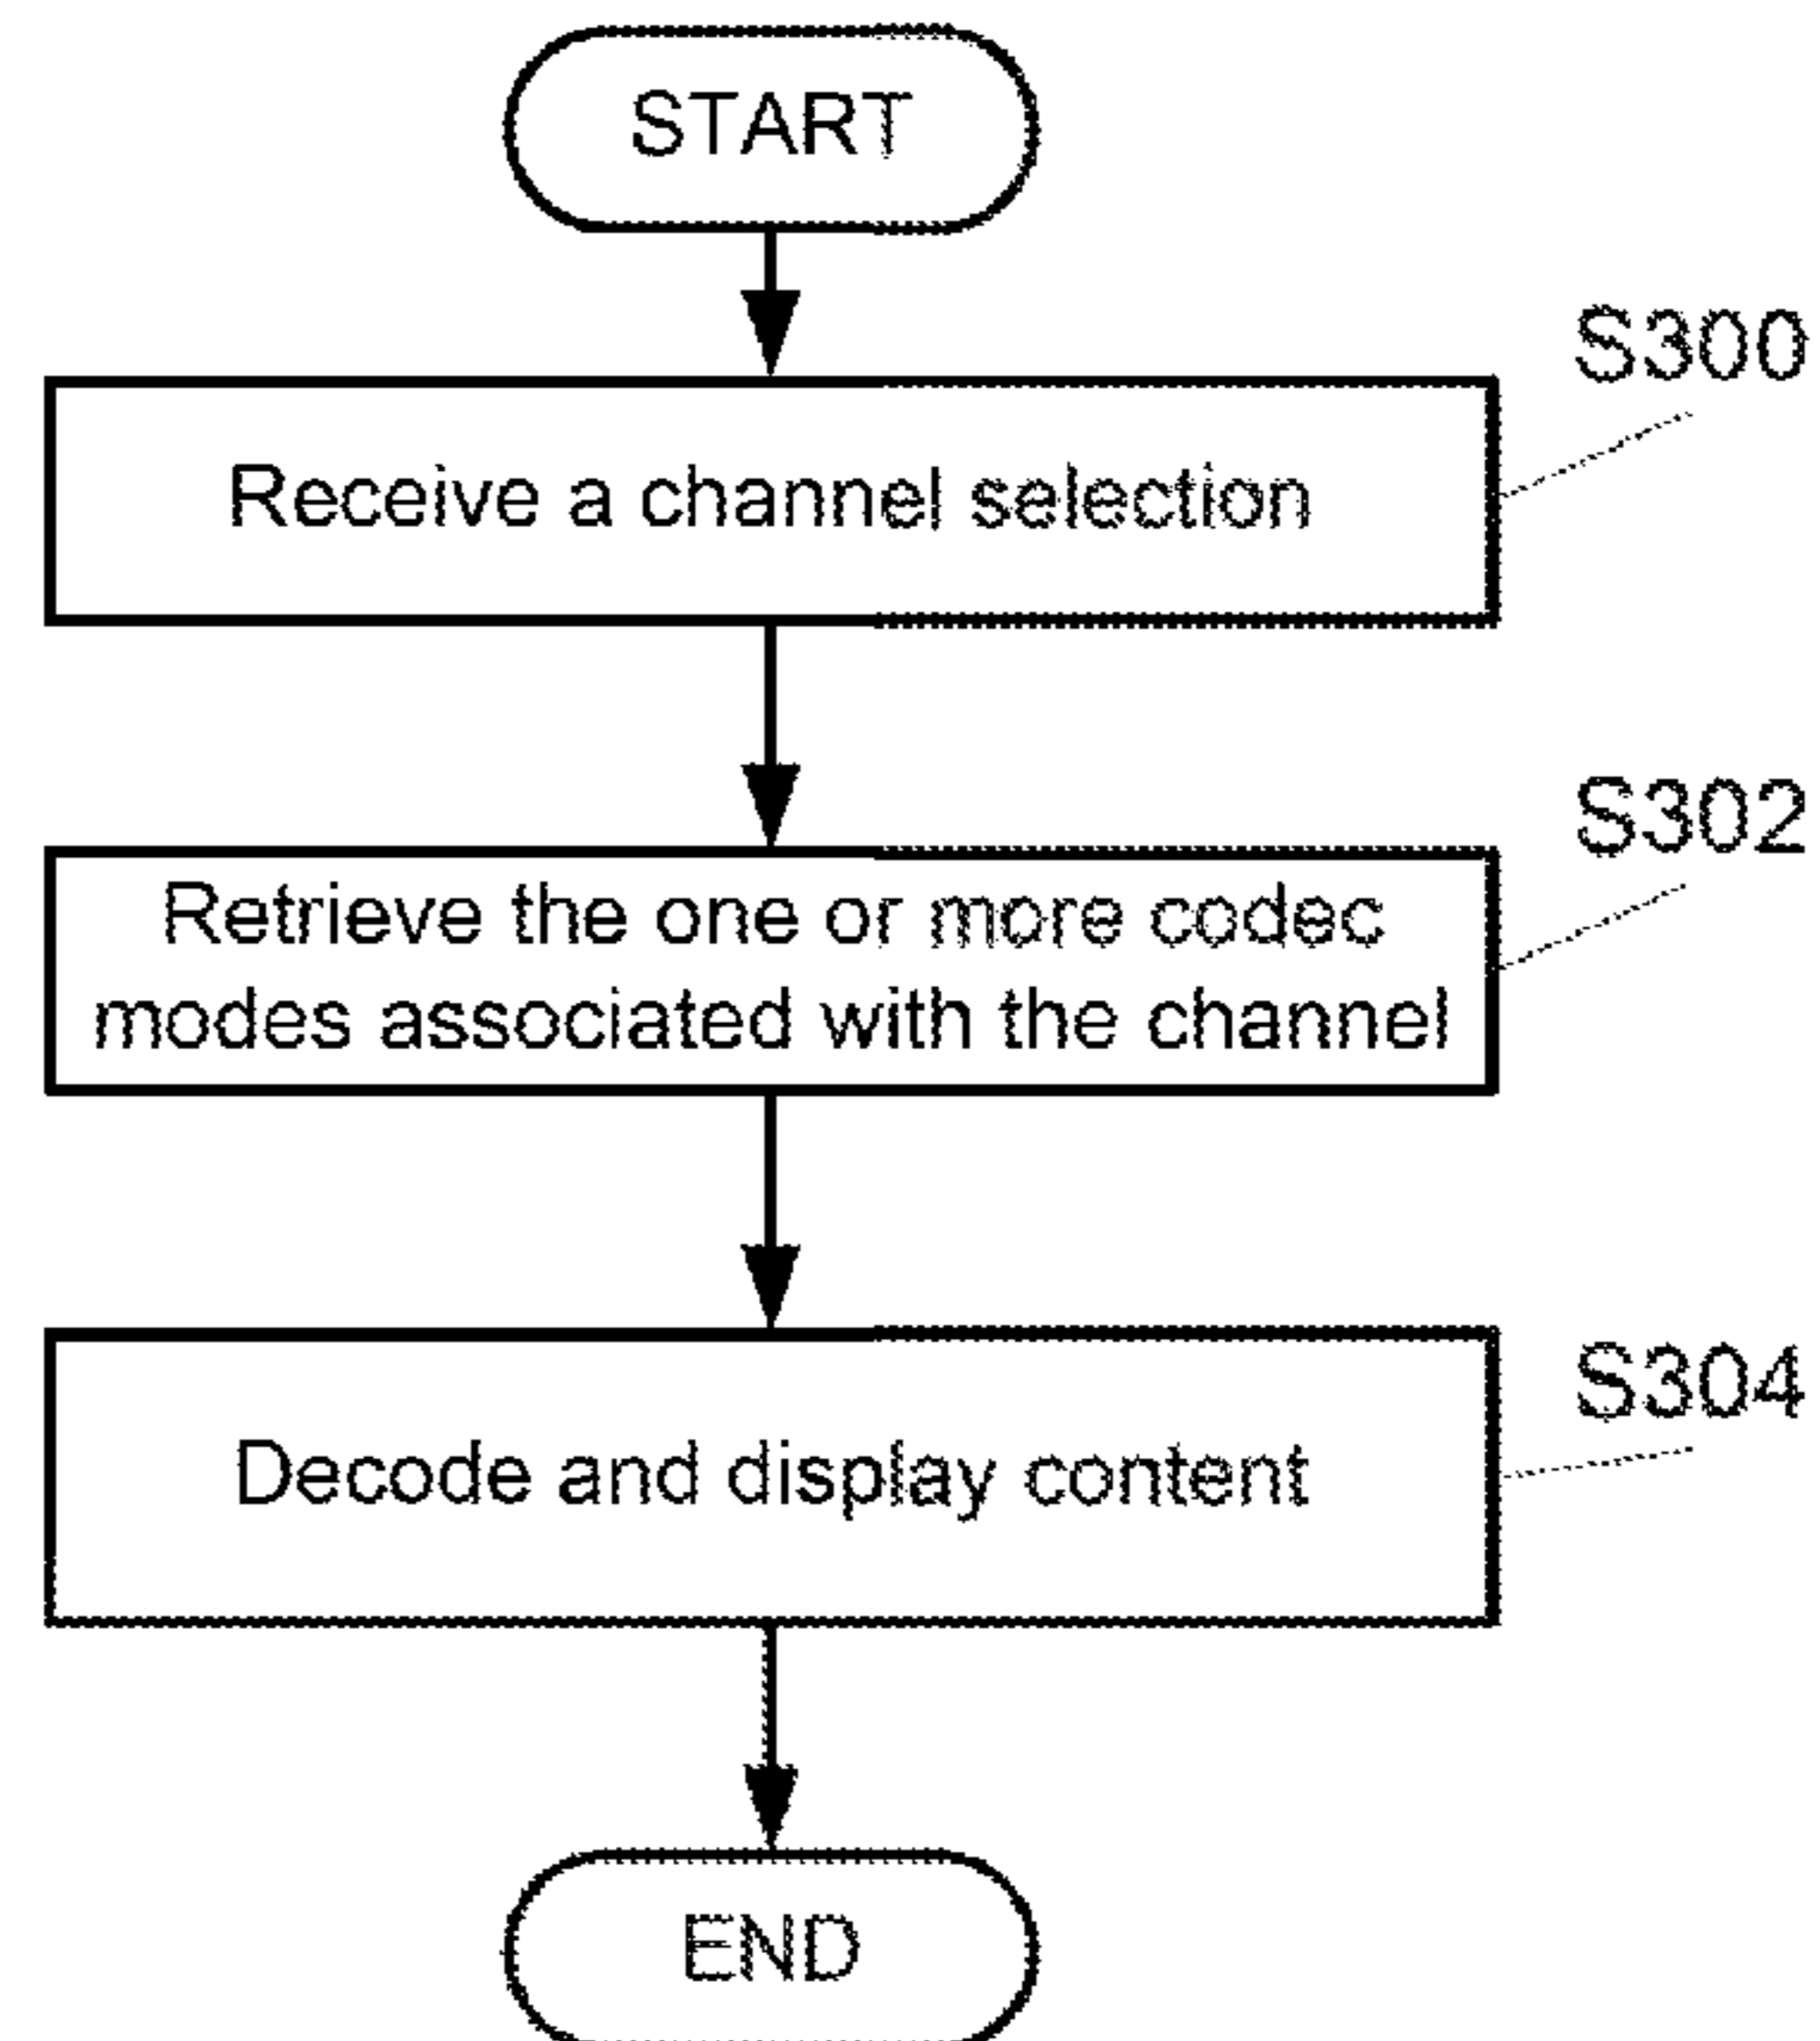 START
S300
Receive a channel selection
S302
Retrieve the one or more codec
modes associated with the channel
S304
Decode and display content
END